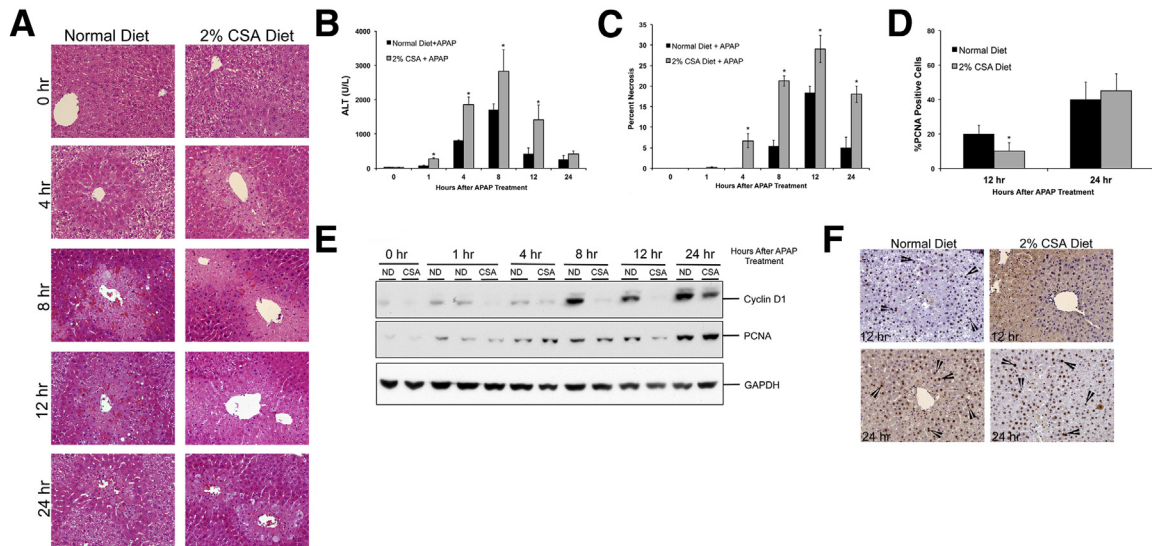 A
Normal Diet
2% CSA Diet
0 hr
4 hr
8 hr
12 hr
24 hr
B
4000
3000
2000
1000
0
ALT (U/L)
Normal Diet+APAP
2% CSA + APAP
*
*
*
*
0 1 4 8 12 24
Hours After APAP Treatment
C
35
30
25
20
15
10
5
0
Percent Necrosis
Normal Diet + APAP
2% CSA Diet + APAP
*
*
*
*
0 1 4 8 12 24
Hours After APAP Treatment
D
60
40
20
0
%PCNA Positive Cells
Normal Diet
2% CSA Diet
*
12 hr 24 hr
Hours After APAP Treatment
E
0 hr 1 hr 4 hr 8 hr 12 hr 24 hr
Hours After APAP
Treatment
ND CSA ND ND CSA ND CSA ND CSA ND CSA ND CSA
Cyclin D1
PCNA
GAPDH
F
Normal Diet
2% CSA Diet
12 hr
12 hr
24 hr
24 hr